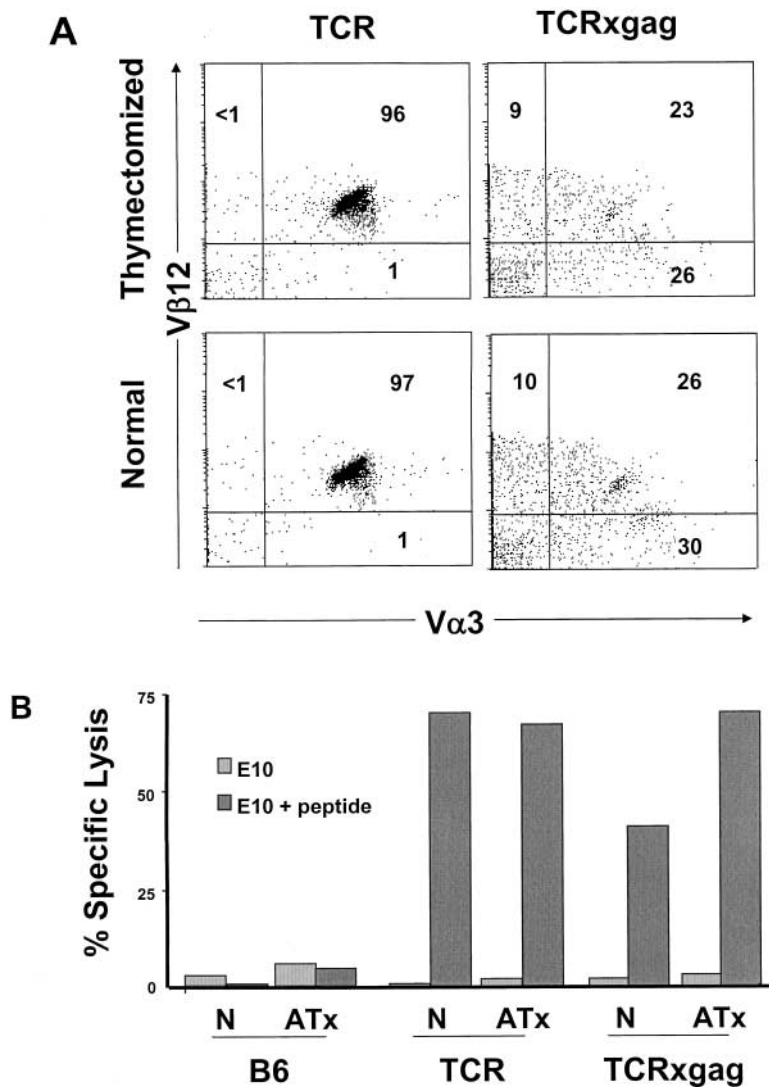 A
TCR
TCRxgag
Thymectomized
Normal
Vβ12
<1
96
1
9
23
26
<1
97
1
10
26
30
Vα3
B
% Specific Lysis
75
50
25
0
E10
E10 + peptide
N
ATx
N
ATx
N
ATx
B6
TCR
TCRxgag